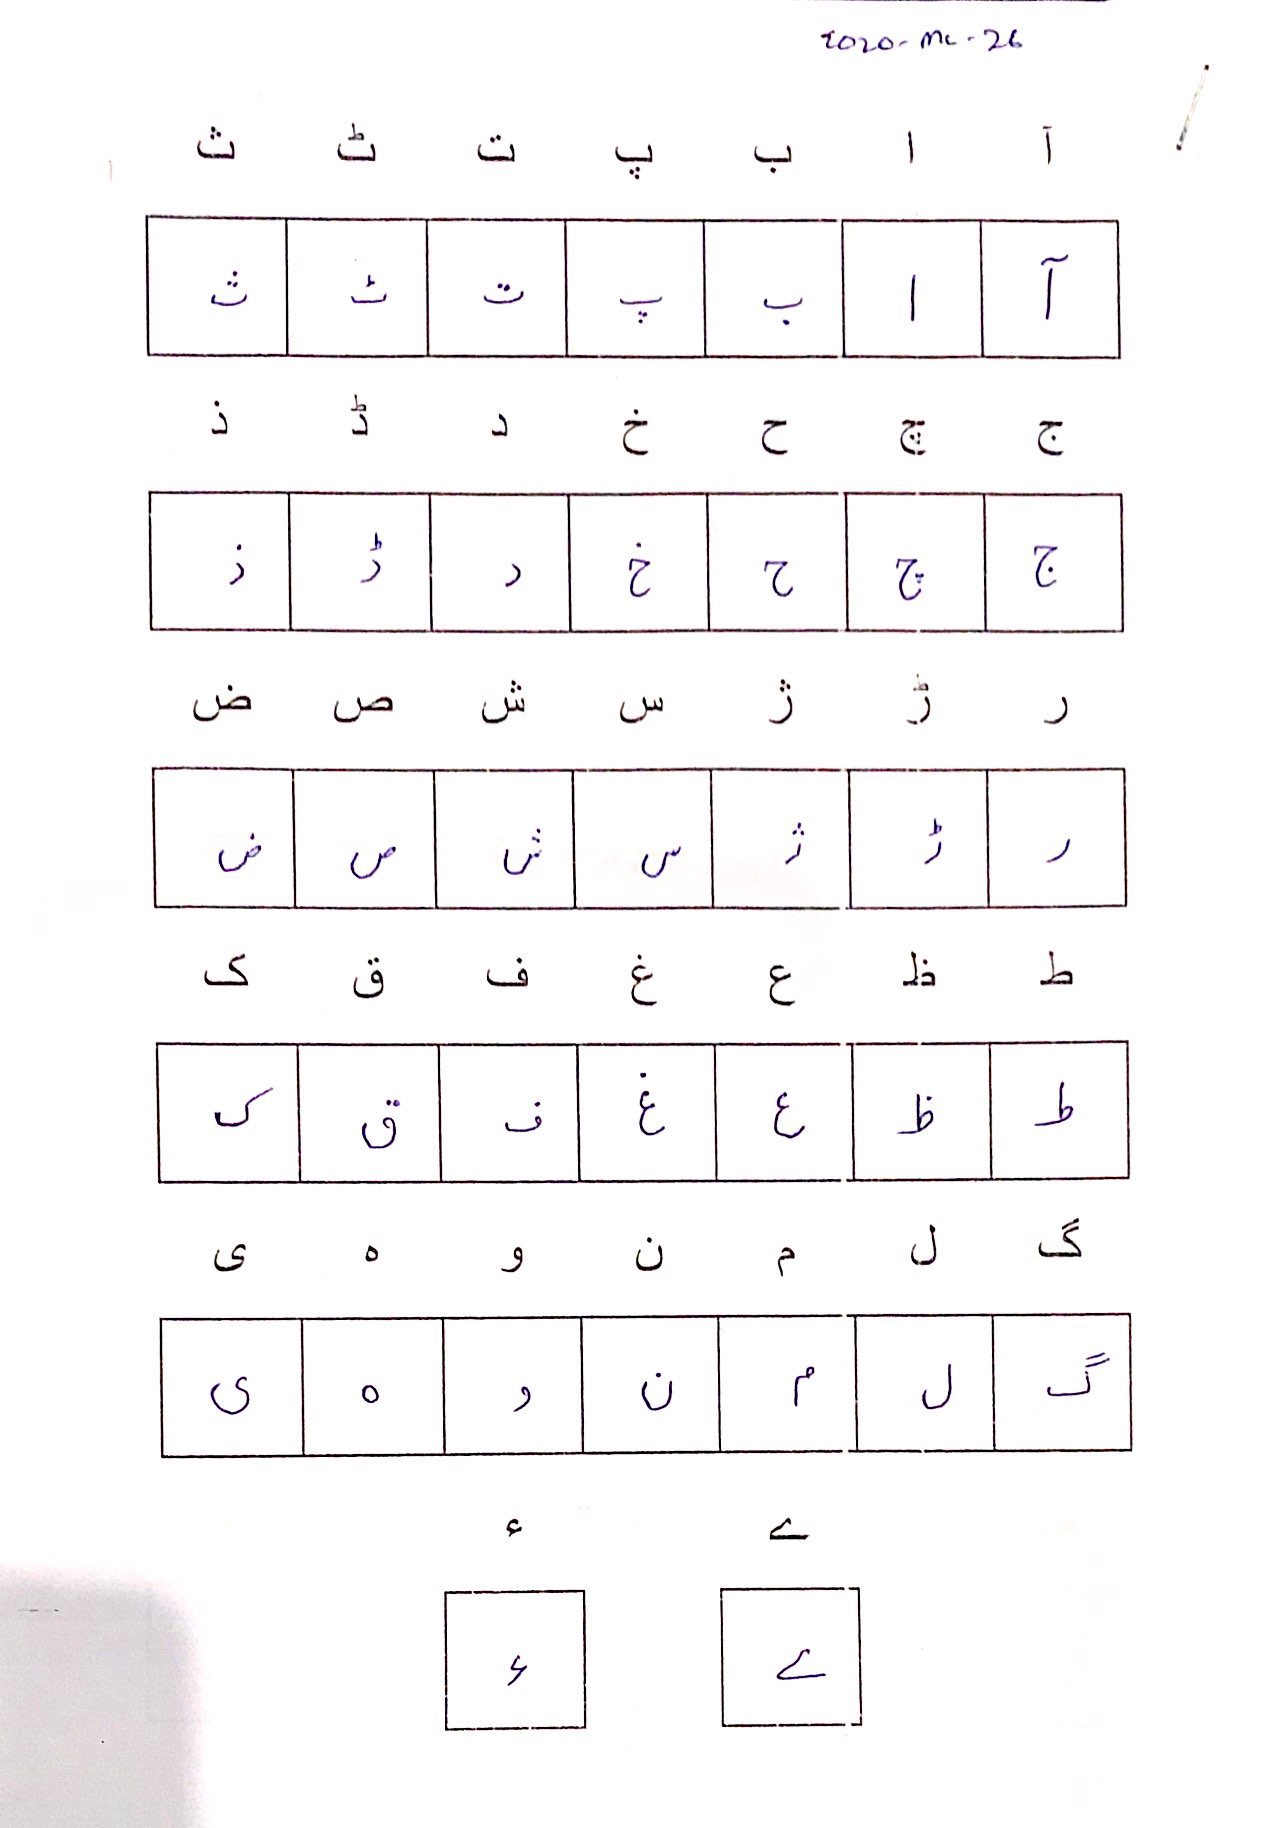 2020-MC-26
آ ا ب پ ت ٹ ث
آ ا ب پ ت ٹ ث
ج چ ح خ د ڈ ذ
ج چ ح خ د ڈ ذ
ر ڑ ژ س ش ص ض
ر ڑ ژ س ش ص ض
ط ظ ع غ ف ق ک
ط ظ ع غ ف ق ک
گ ل م ن و ہ ی
گ ل م ن و ہ ی
ے ء
ے ء